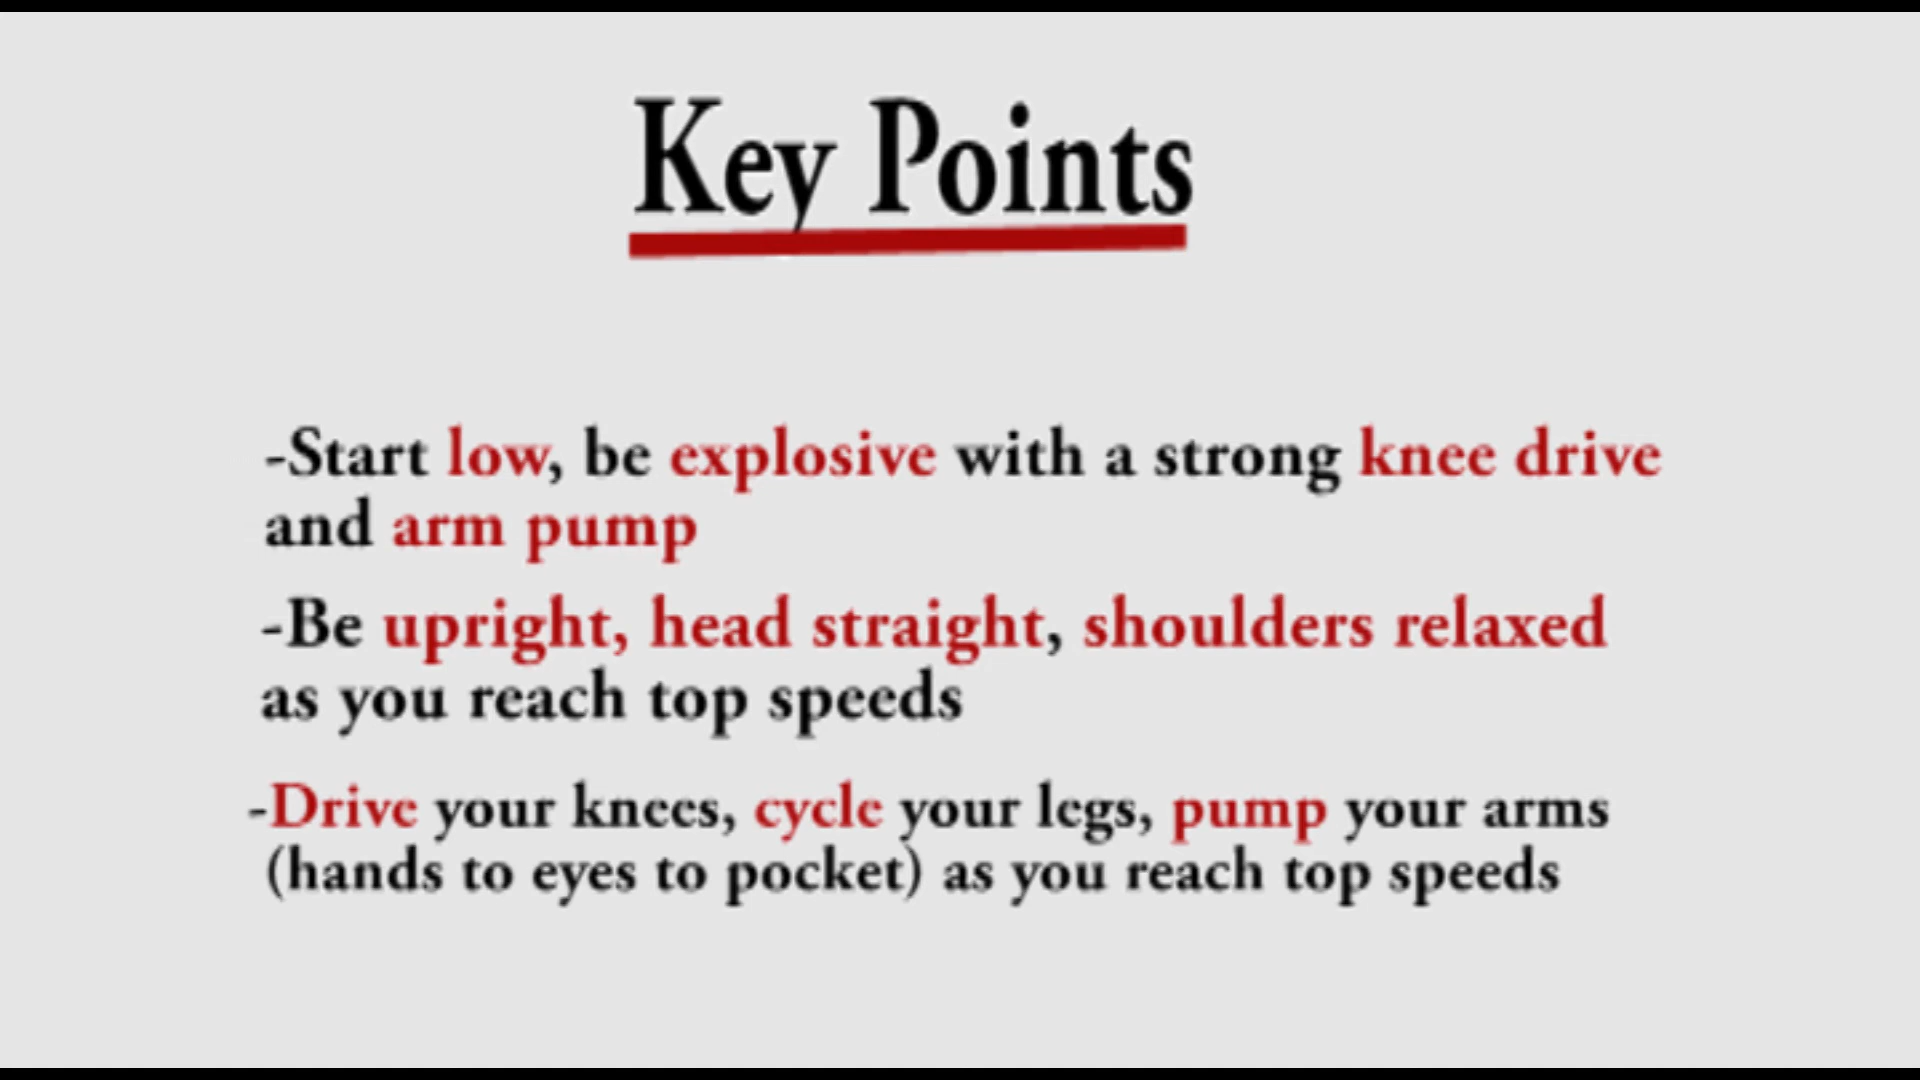 Key Points
-Start low, be explosive with a strong knee drive
and arm pump
-Be upright, head straight, shoulders relaxed
as you reach top speeds
-Drive your knees, cycle your legs, pump your arms
(hands to eyes to pocket) as you reach top speeds